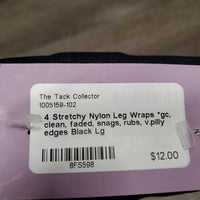 The Tack Collector
1005159-102
4 Stretchy Nylon Leg Wraps *gc,
clean, faded, snags, rubs, v.pilly
edges Black Lg
$12.00
8FS598